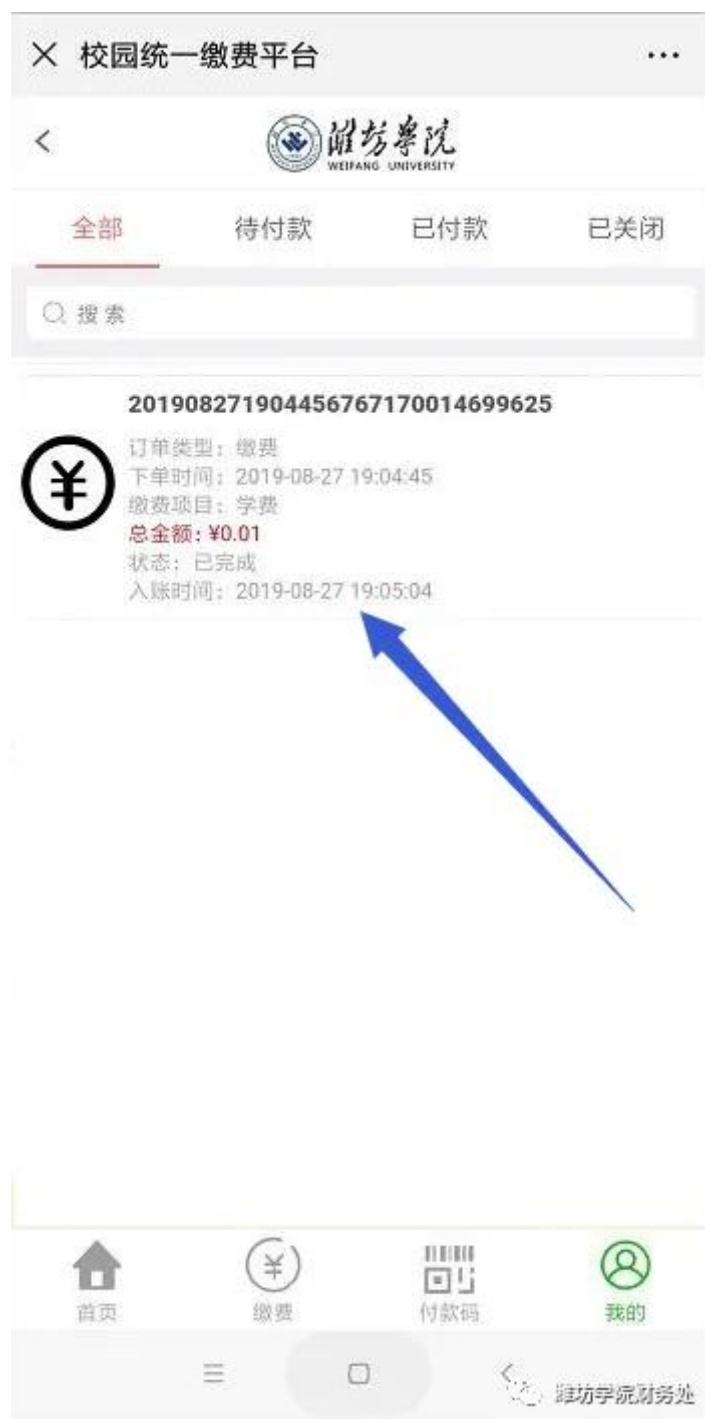 校园统一缴费平台
潍坊学院
WEIFANG UNIVERSITY
全部 待付款 已付款 已关闭
搜索
20190827190445676717001469​9625
订单类型：缴费
下单时间：2019-08-27 19:04:45
缴费项目：学费
总金额：¥0.01
状态：已完成
入账时间：2019-08-27 19:05:04
首页 缴费 付款码 我的
潍坊学院财务处